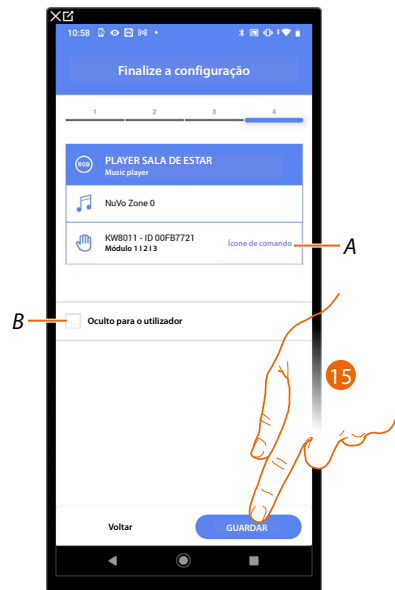 10:58
Finalize a configuração
1 2 3 4
RGB
PLAYER SALA DE ESTAR
Music player
NuVo Zone 0
KW8011 - ID 00FB7721
Ícone de comando
Módulo 1 I 2 I 3
A
B
Oculto para o utilizador
15
Voltar
GUARDAR